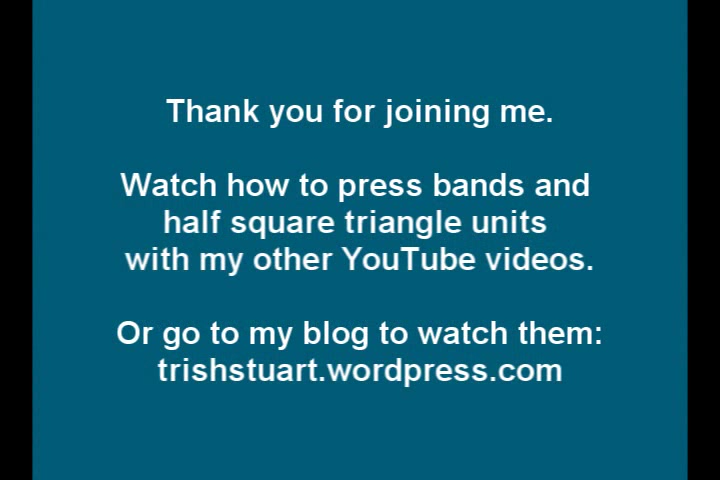 Thank you for joining me.
Watch how to press bands and
half square triangle units
with my other YouTube videos.
Or go to my blog to watch them:
trishstuart.wordpress.com